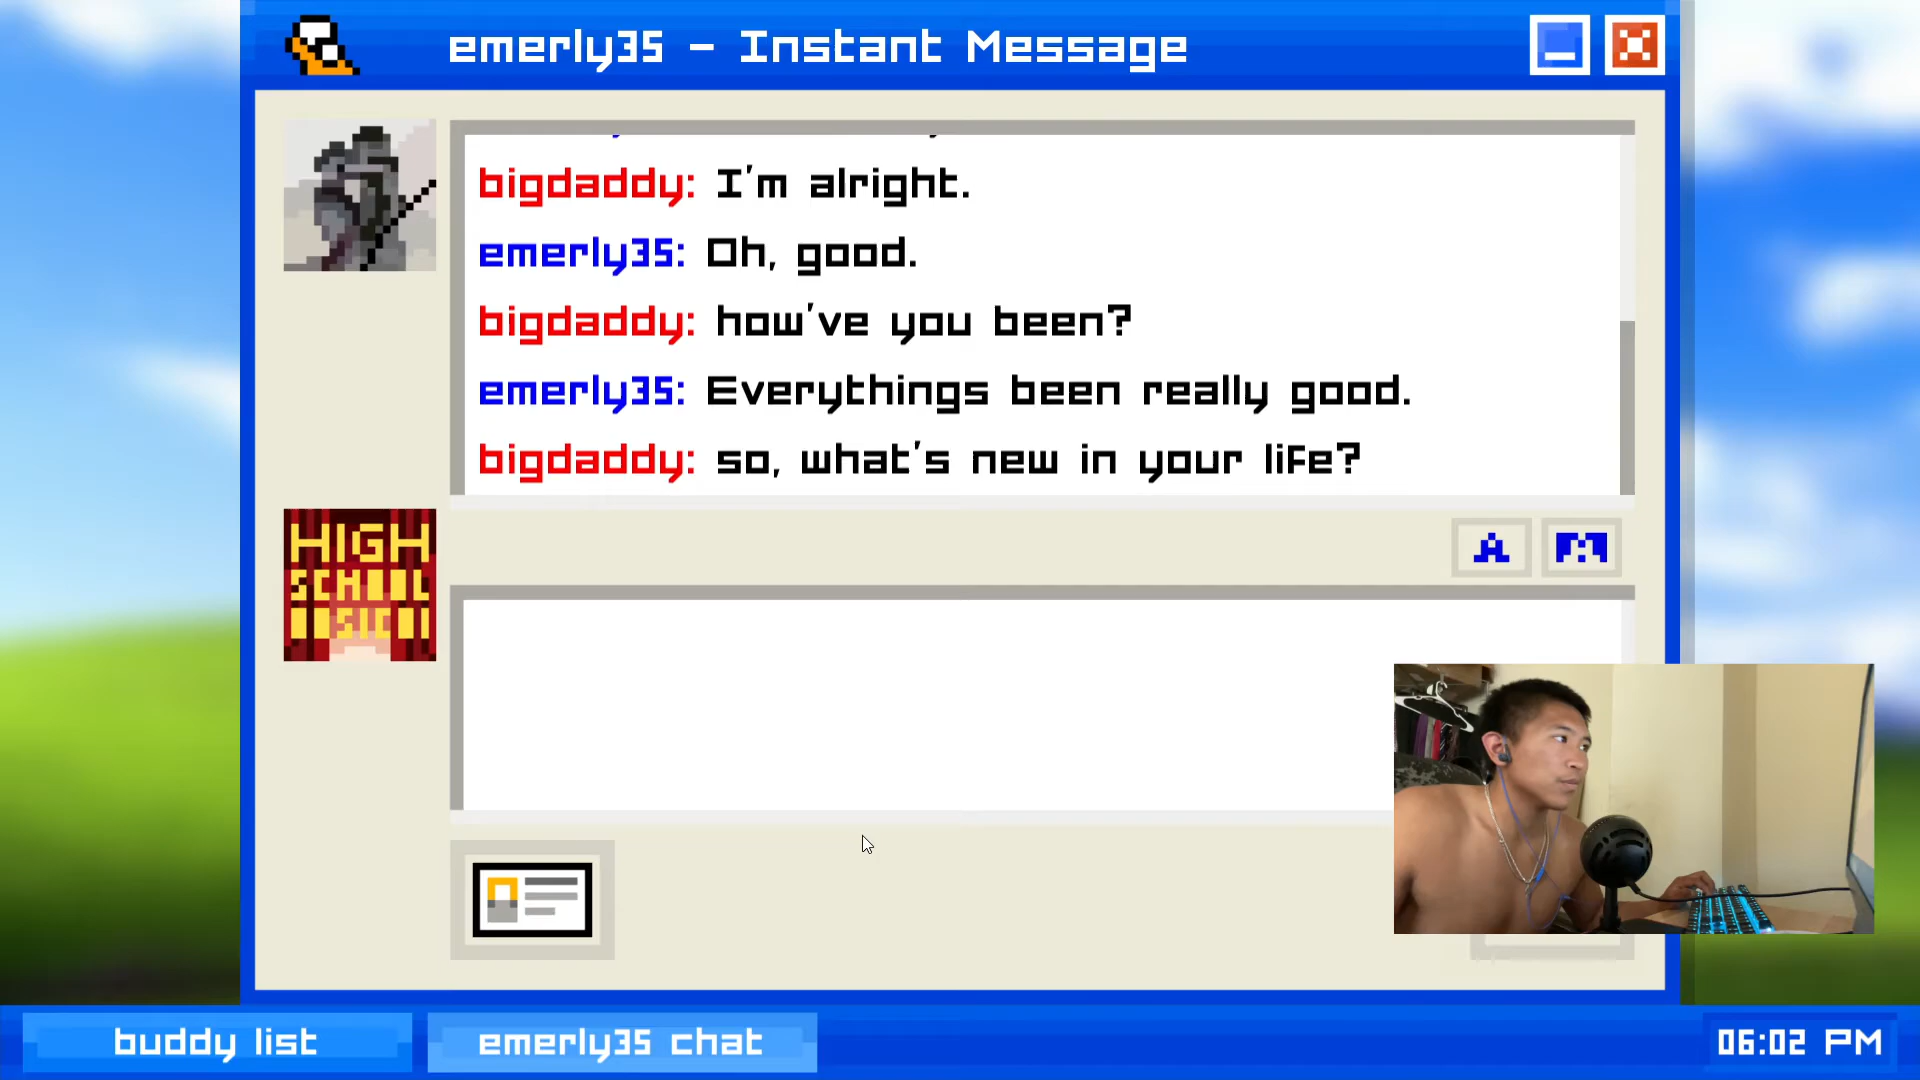 emerly35 - Instant Message
bigdaddy: I'm alright.
emerly35: Oh, good.
bigdaddy: how've you been?
emerly35: Everythings been really good.
bigdaddy: so, what's new in your life?
HIGH
SCHOOL
A
buddy list
emerly35 chat
06:02 PM